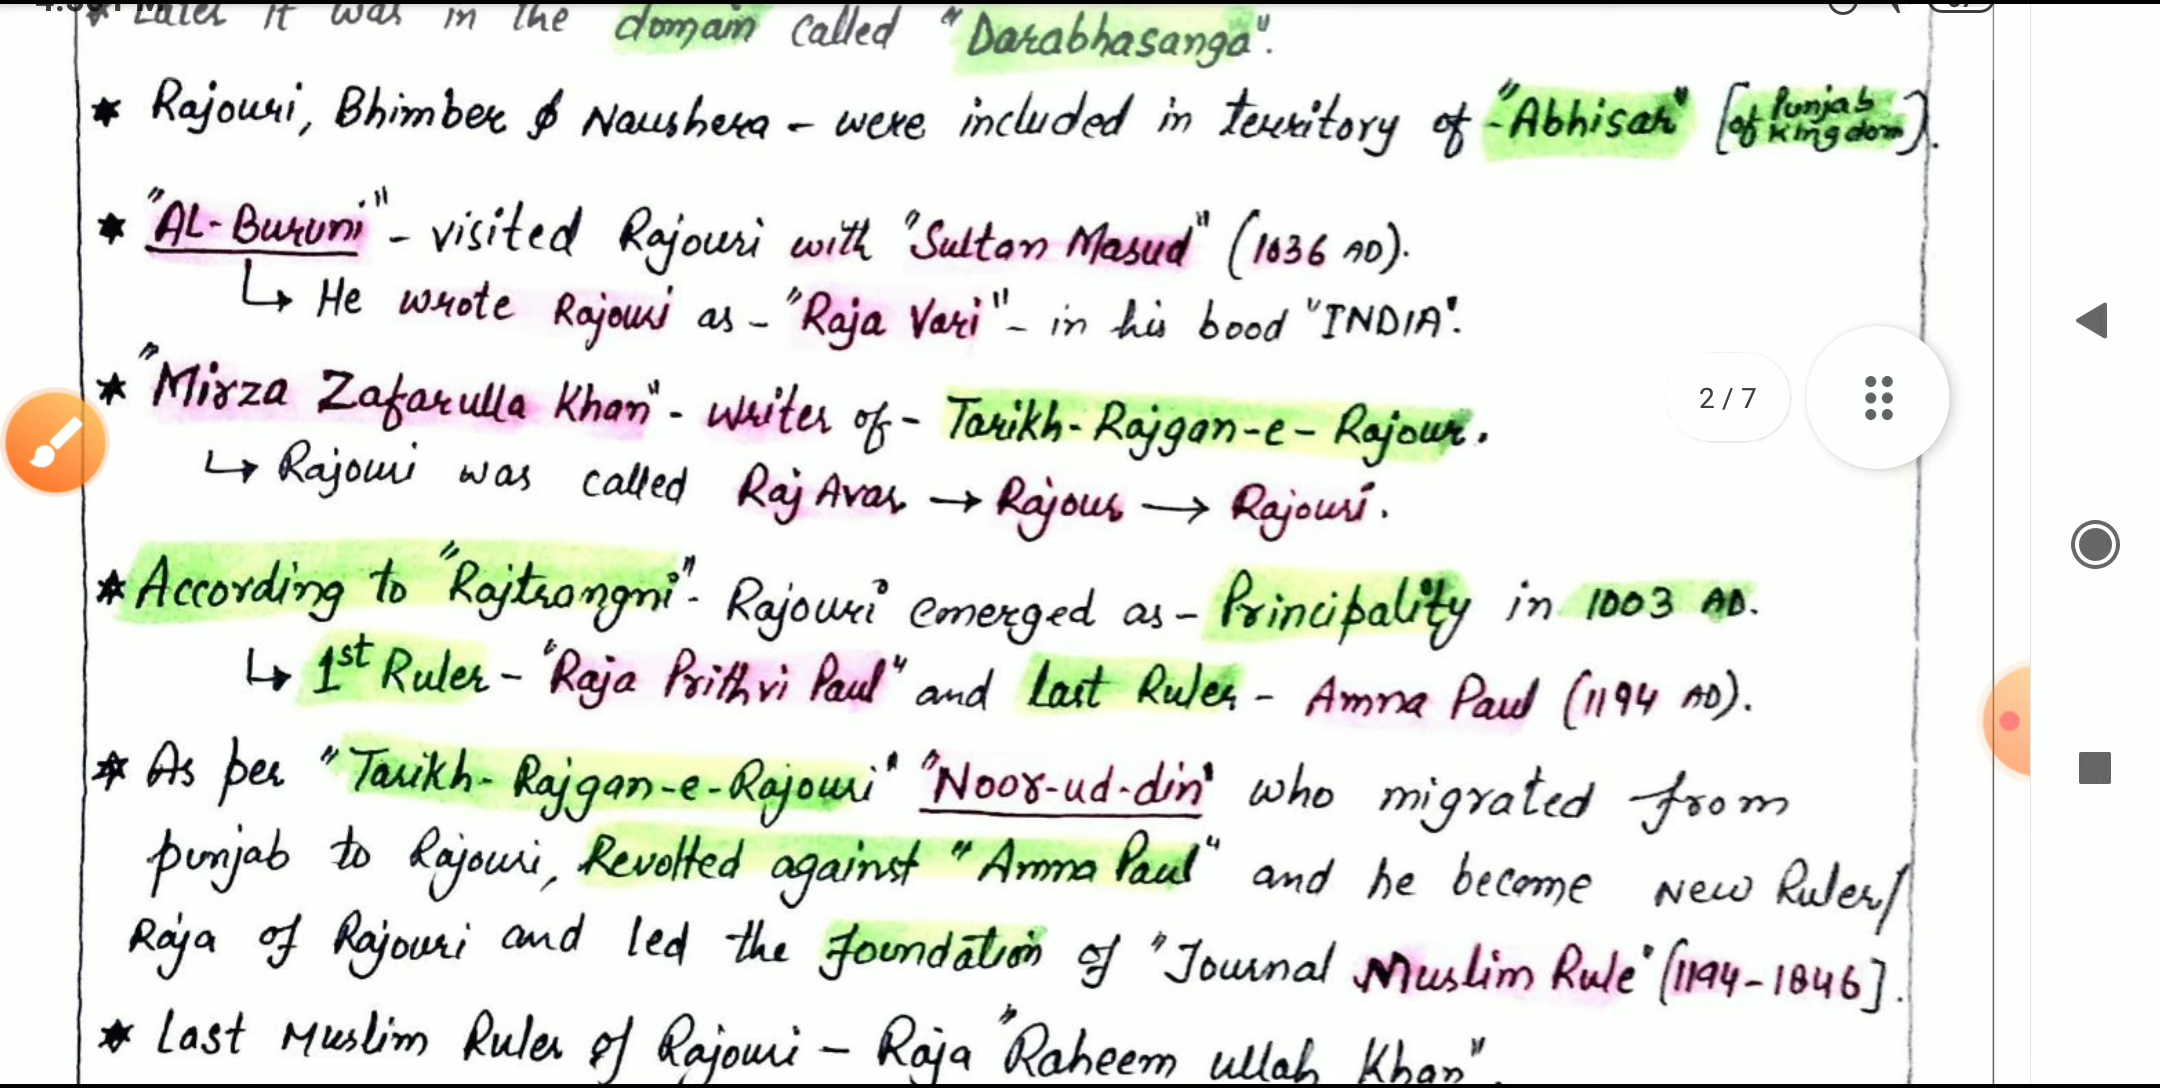 * Later it was in the domain called "Darabhasanga".
* Rajouri, Bhimber & Naushera - were included in territory of - "Abhisar" [of Punjab Kingdom].
* "AL-Buruni" - visited Rajouri with "Sultan Masud" (1036 AD).
↳ He wrote Rajouri as - "Raja Vari" - in his bood "INDIA".
* "Mirza Zafarulla Khan" - writer of - Tarikh-Rajgan-e-Rajour.
2/7
↳ Rajouri was called Raj Avar → Rajour → Rajouri.
* According to "Rajtrangni" - Rajouri emerged as - Principality in 1003 AD.
↳ 1st Ruler - "Raja Prithvi Paul" and Last Ruler - Amna Paul (1194 AD).
* As per "Tarikh-Rajgan-e-Rajouri" "Noor-ud-din" who migrated from
punjab to Rajouri, Revolted against "Amna Paul" and he become New Ruler/
Raja of Rajouri and led the foundation of "Journal Muslim Rule" [1194-1846].
* Last Muslim Ruler of Rajouri - Raja "Raheem ullah Khan".